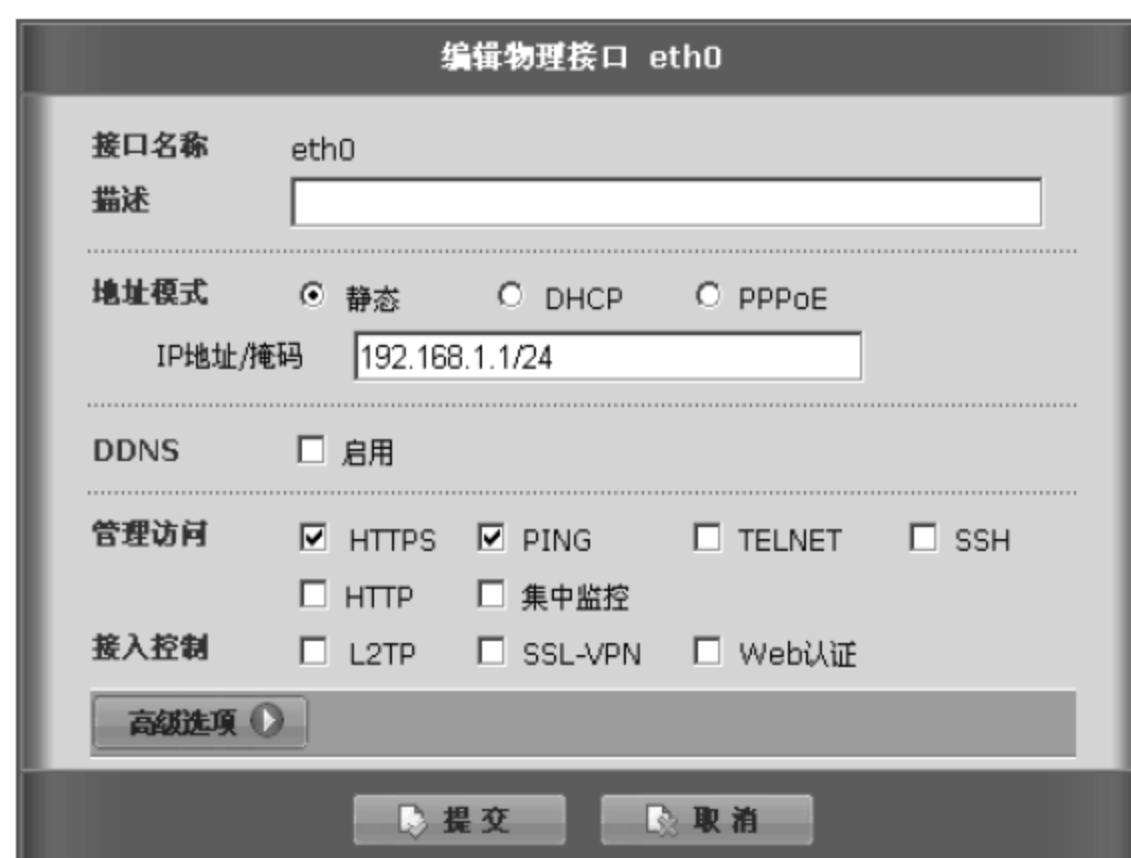 编辑物理接口 eth0
接口名称 eth0
描述
地址模式 静态 DHCP PPPoE
IP地址/掩码 192.168.1.1/24
DDNS 启用
管理访问 HTTPS PING TELNET SSH
HTTP 集中监控
接入控制 L2TP SSL-VPN Web认证
高级选项
提交 取消